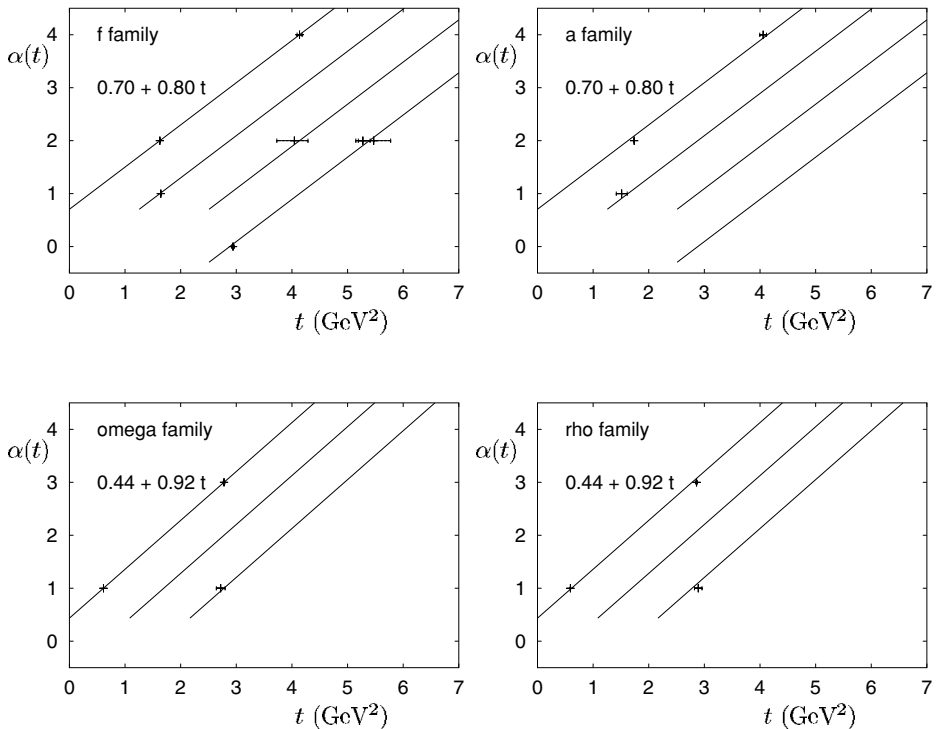 4
f family
α(t)
3
0.70 + 0.80 t
2
1
0
0 1 2 3 4 5 6 7
t (GeV²)
4
a family
α(t)
3
0.70 + 0.80 t
2
1
0
0 1 2 3 4 5 6 7
t (GeV²)
4
omega family
α(t)
3
0.44 + 0.92 t
2
1
0
0 1 2 3 4 5 6 7
t (GeV²)
4
rho family
α(t)
3
0.44 + 0.92 t
2
1
0
0 1 2 3 4 5 6 7
t (GeV²)